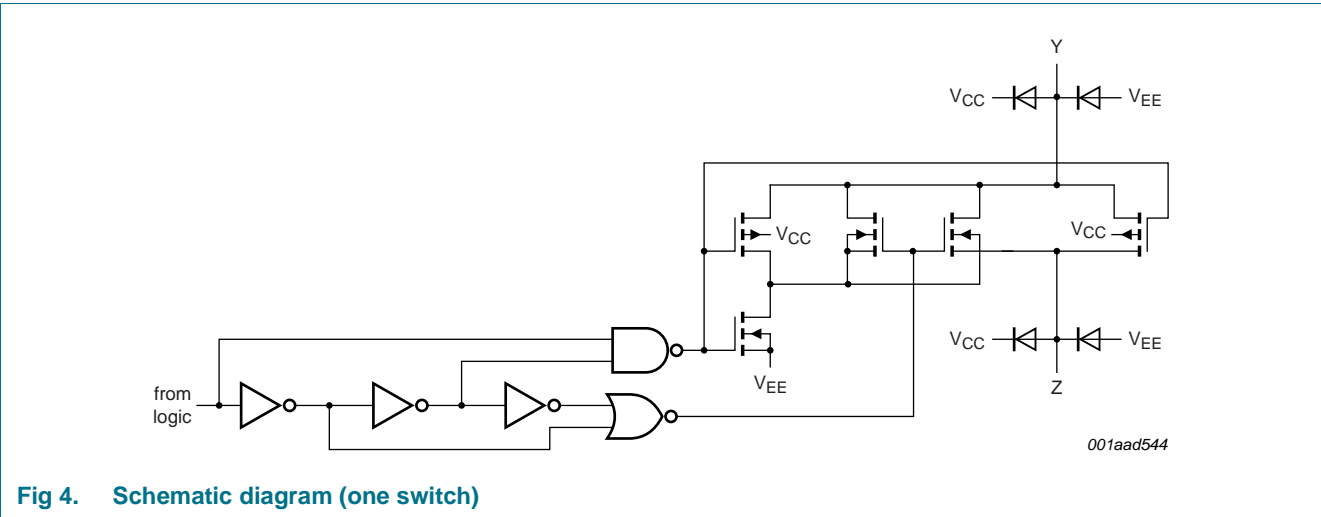 Y
VCC VEE
VCC VCC
VEE
VCC VEE
Z
from
logic
001aad544
Fig 4. Schematic diagram (one switch)